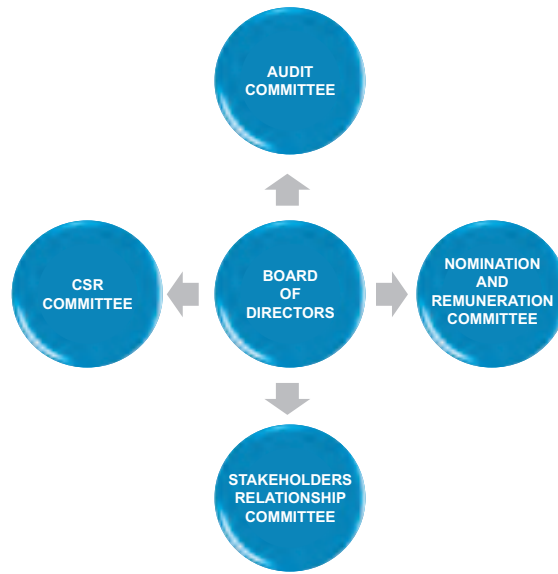 AUDIT
COMMITTEE
CSR
COMMITTEE
BOARD
OF
DIRECTORS
NOMINATION
AND
REMUNERATION
COMMITTEE
STAKEHOLDERS
RELATIONSHIP
COMMITTEE